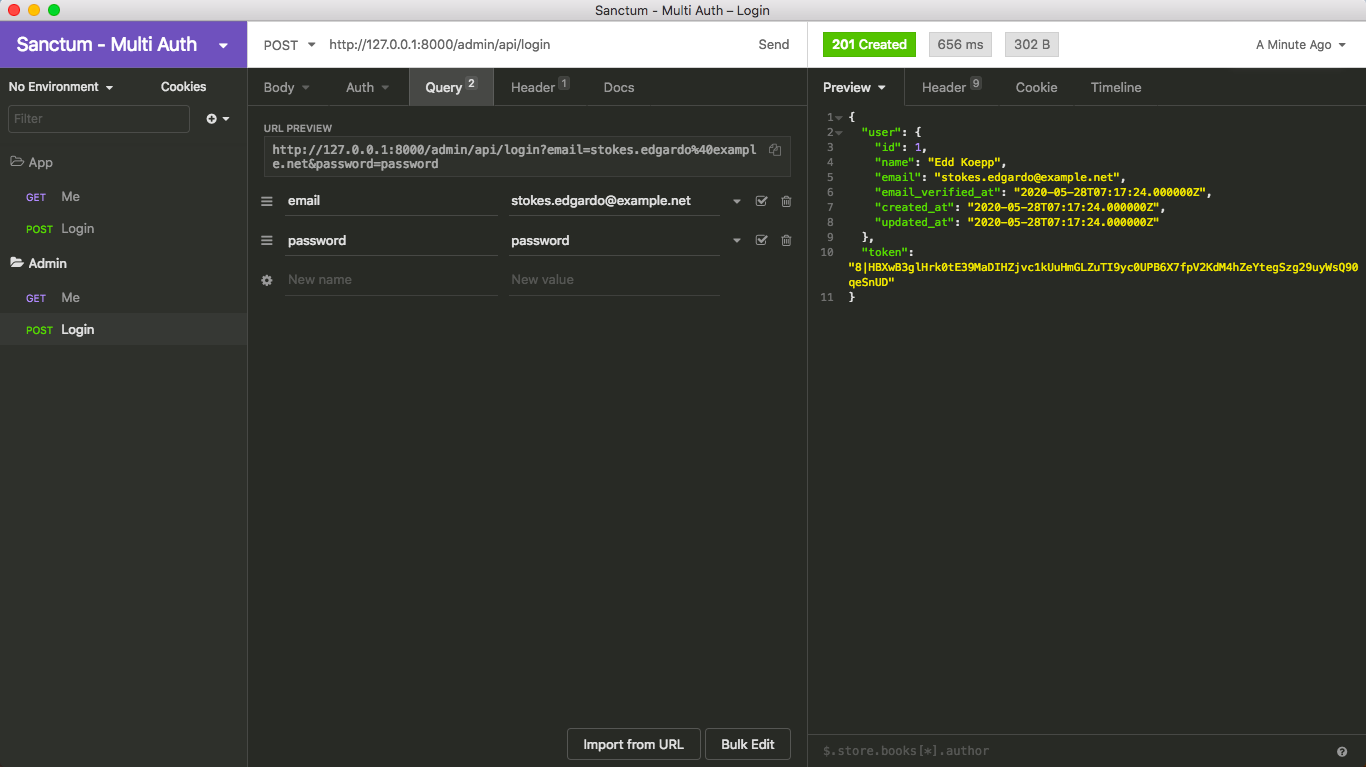 Sanctum - Multi Auth – Login
Sanctum - Multi Auth
POST http://127.0.0.1:8000/admin/api/login Send
201 Created 656 ms 302 B A Minute Ago
No Environment Cookies
Filter
App
GET Me
POST Login
Admin
GET Me
POST Login
Body Auth Query 2 Header 1 Docs
URL PREVIEW
http://127.0.0.1:8000/admin/api/login?email=stokes.edgardo%40exampl
e.net&password=password
email stokes.edgardo@example.net
password password
New name New value
Import from URL Bulk Edit
Preview Header 9 Cookie Timeline
1 {
2 "user": {
3 "id": 1,
4 "name": "Edd Koepp",
5 "email": "stokes.edgardo@example.net",
6 "email_verified_at": "2020-05-28T07:17:24.000000Z",
7 "created_at": "2020-05-28T07:17:24.000000Z",
8 "updated_at": "2020-05-28T07:17:24.000000Z"
9 },
10 "token":
"8|HBXwB3glHrk0tE39MaDIHZjvc1kUuHmGLZuTI9yc0UPB6X7fpV2KdM4hZeYtegSzg29uyWsQ90
qeSnUD"
11 }
$.store.books[*].author